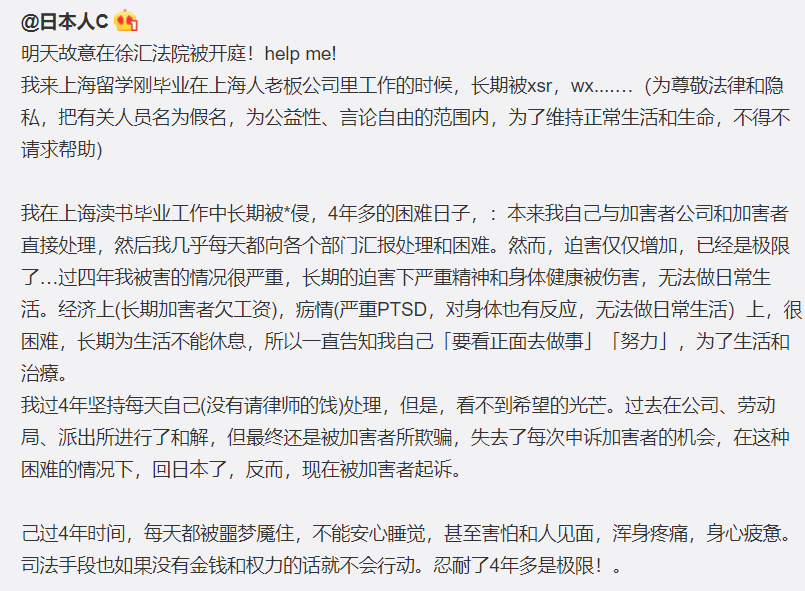 @日本人C
明天故意在徐汇法院被开庭！help me!
我来上海留学刚毕业在上海人老板公司里工作的时候，长期被xsr，wx....…（为尊敬法律和隐
私，把有关人员名为假名，为公益性、言论自由的范围内，为了维持正常生活和生命，不得不
请求帮助）
我在上诲渎书毕业工作中长期被*侵，4年多的困难日子，：本来我自己与加害者公司和加害者
直接处理，然后我几乎每天都向各个部门汇报处理和困难。然而，迫害仅仅增加，已经是极限
了…过四年我被害的情况很严重，长期的迫害下严重精神和身体健康被伤害，无法做日常生
活。经济上(长期加害者欠工资)，病情(严重PTSD，对身体也有反应，无法做日常生活）上，很
困难，长期为生活不能休息，所以一直告知我自己「要看正面去做事」「努力」，为了生活和
治療。
我过4年坚持每天自己(没有请律师的饯)处理，但是，看不到希望的光芒。过去在公司、劳动
局、派出所进行了和解，但最终还是被加害者所欺骗，失去了每次申诉加害者的机会，在这种
困难的情况下，回日本了，反而，现在被加害者起诉。
己过4年时间，每天都被噩梦魇住，不能安心睡觉，甚至害怕和人见面，浑身疼痛，身心疲惫。
司法手段也如果没有金钱和权力的话就不会行动。忍耐了4年多是极限！。